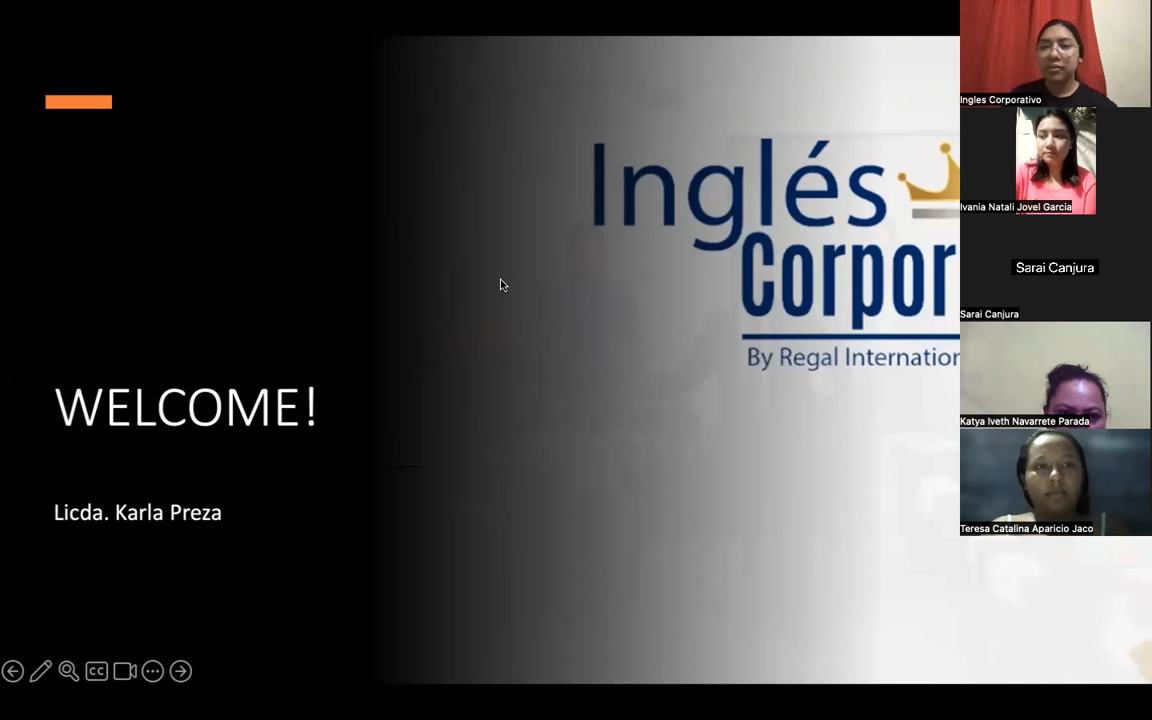 Inglés
Corpor
By Regal Internation
WELCOME!
Licda. Karla Preza
CC
Ingles Corporativo
Ivania Natali Jovel Garcia
Sarai Canjura
Sarai Canjura
Katya Iveth Navarrete Parada
Teresa Catalina Aparicio Jaco